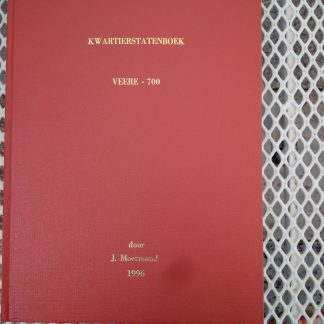 KWARTIERSTATENBOEK
VEERE - 700
door
J. Moermond
1996